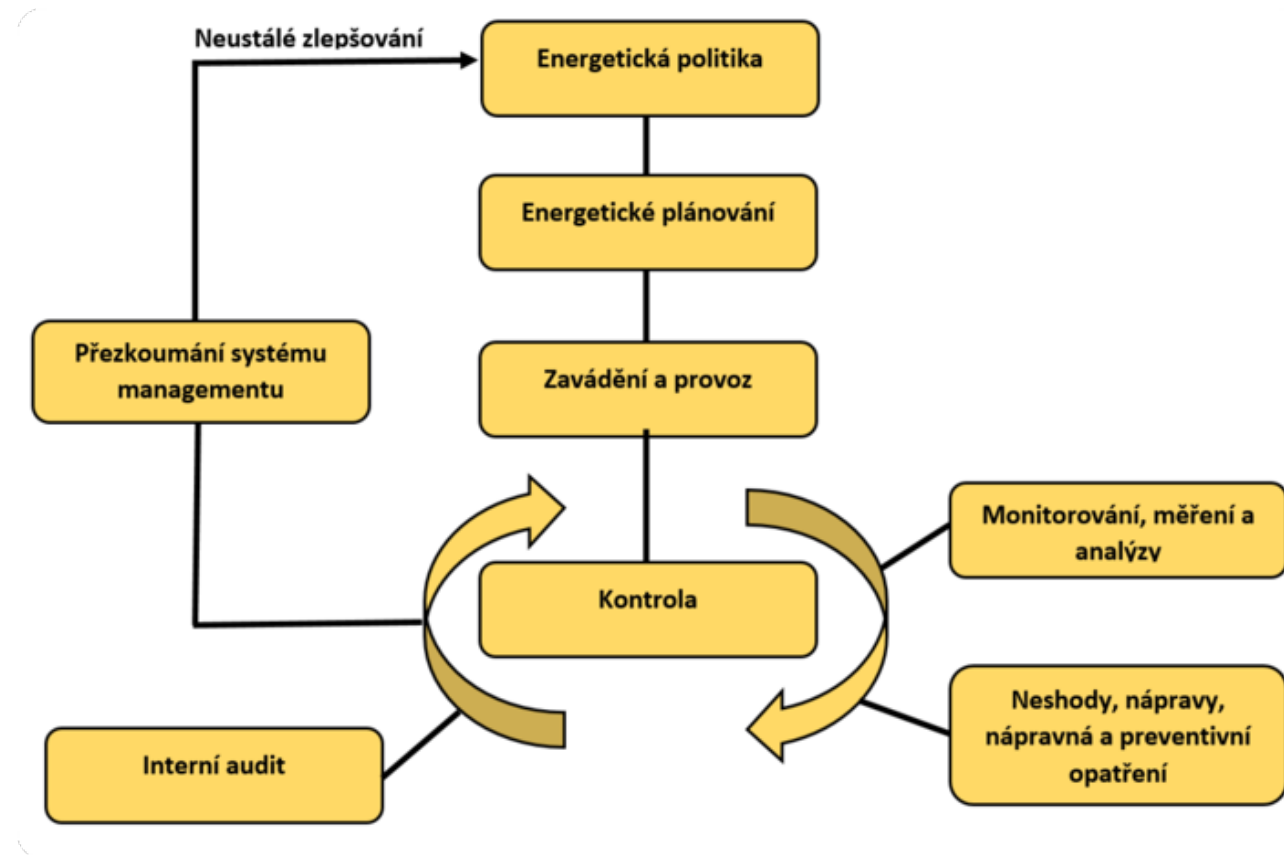 Neustálé zlepšování
Energetická politika
Energetické plánování
Přezkoumání systému
managementu
Zavádění a provoz
Monitorování, měření a
analýzy
Kontrola
Neshody, nápravy,
nápravná a preventivní
opatření
Interní audit